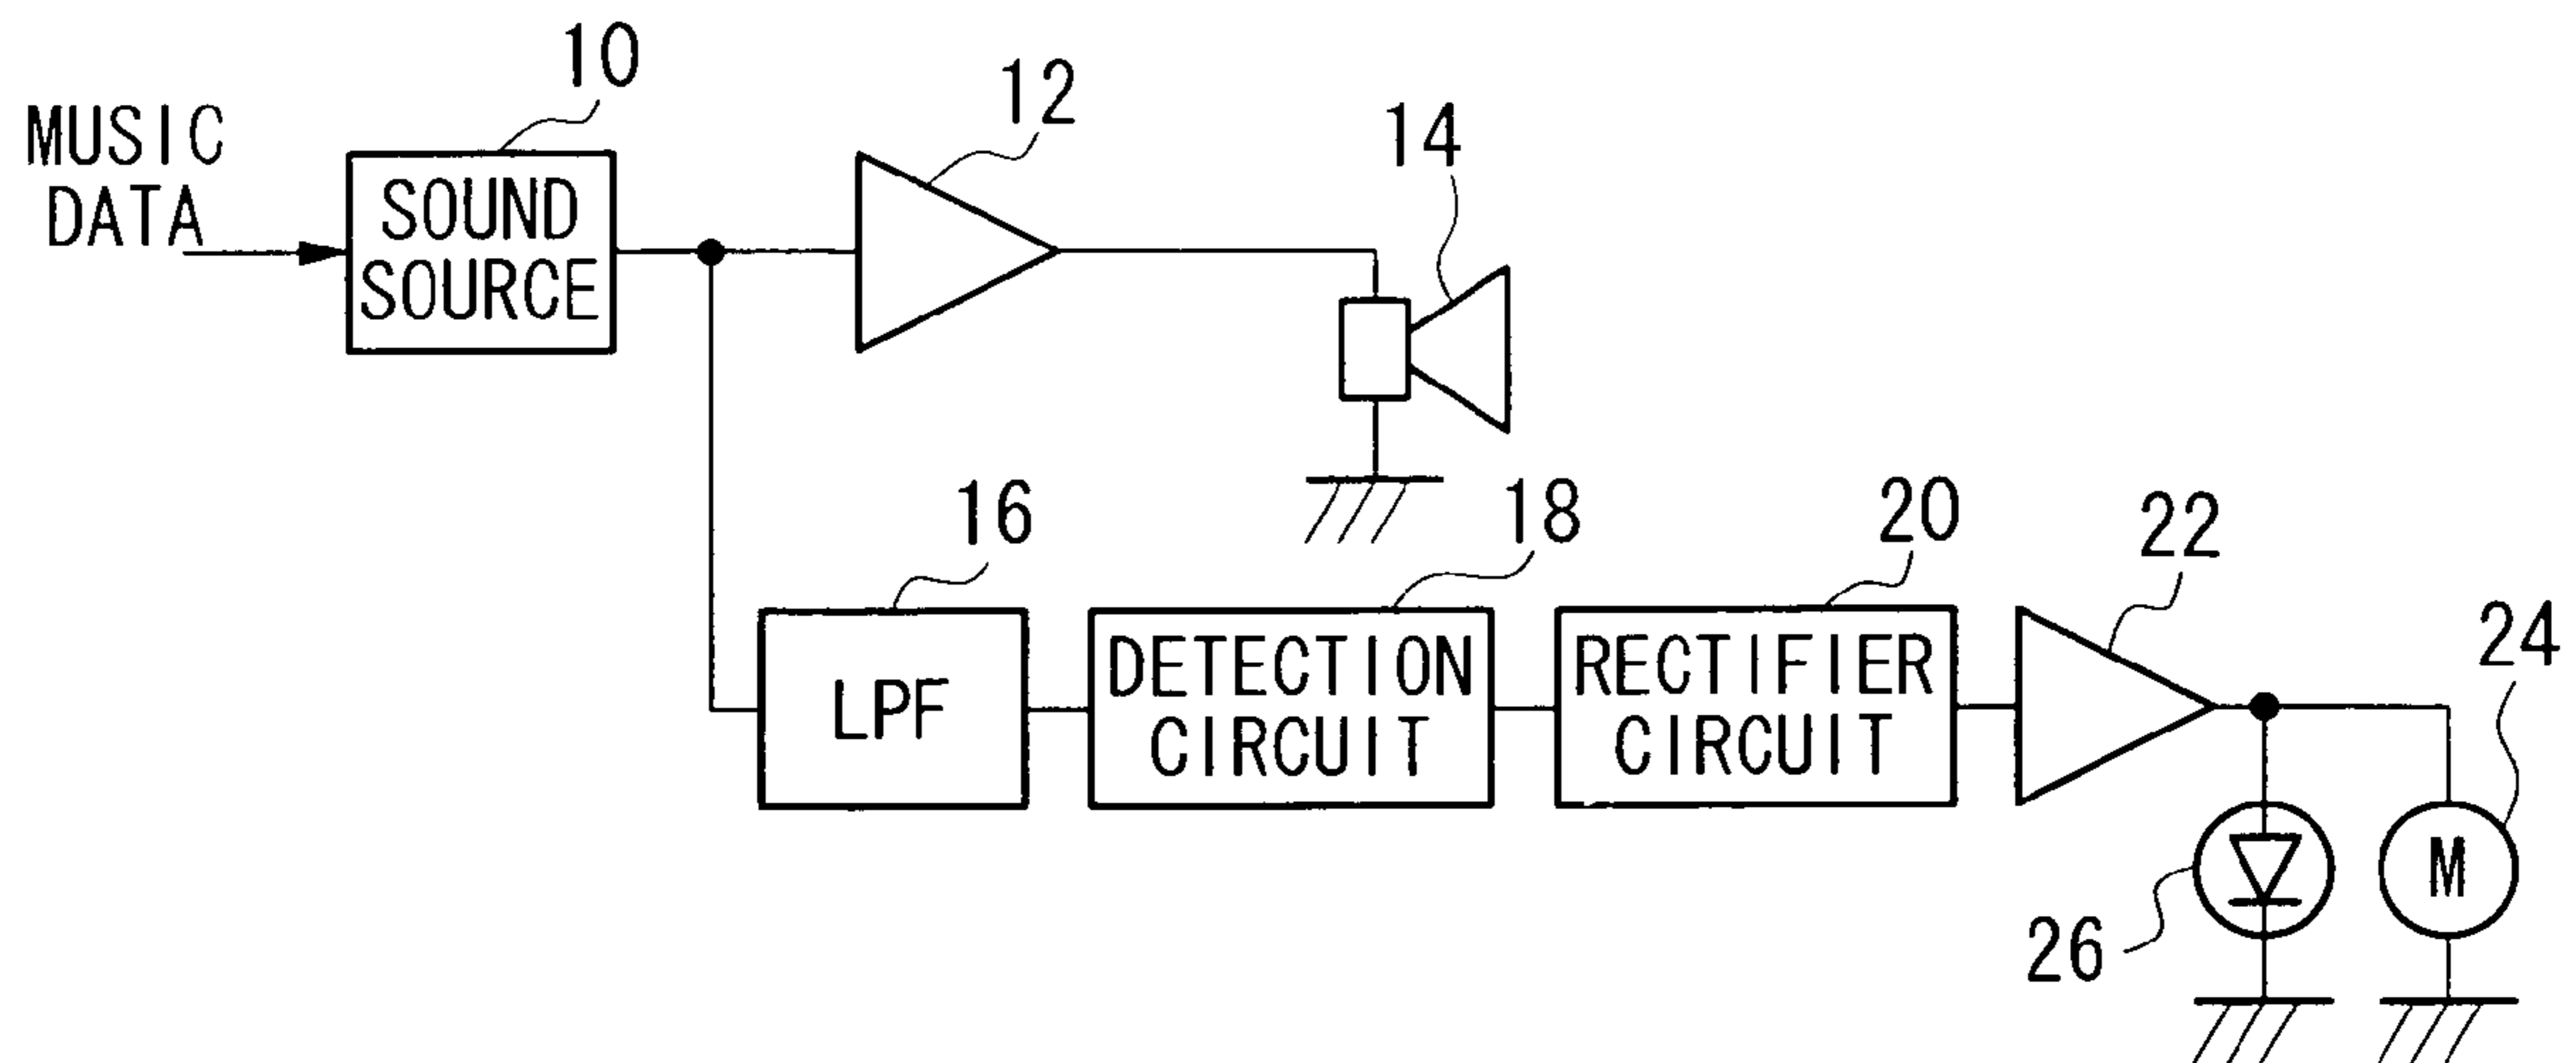 10
12
14
MUSIC
DATA
SOUND
SOURCE
16
18
20
22
24
LPF
DETECTION
CIRCUIT
RECTIFIER
CIRCUIT
M
26